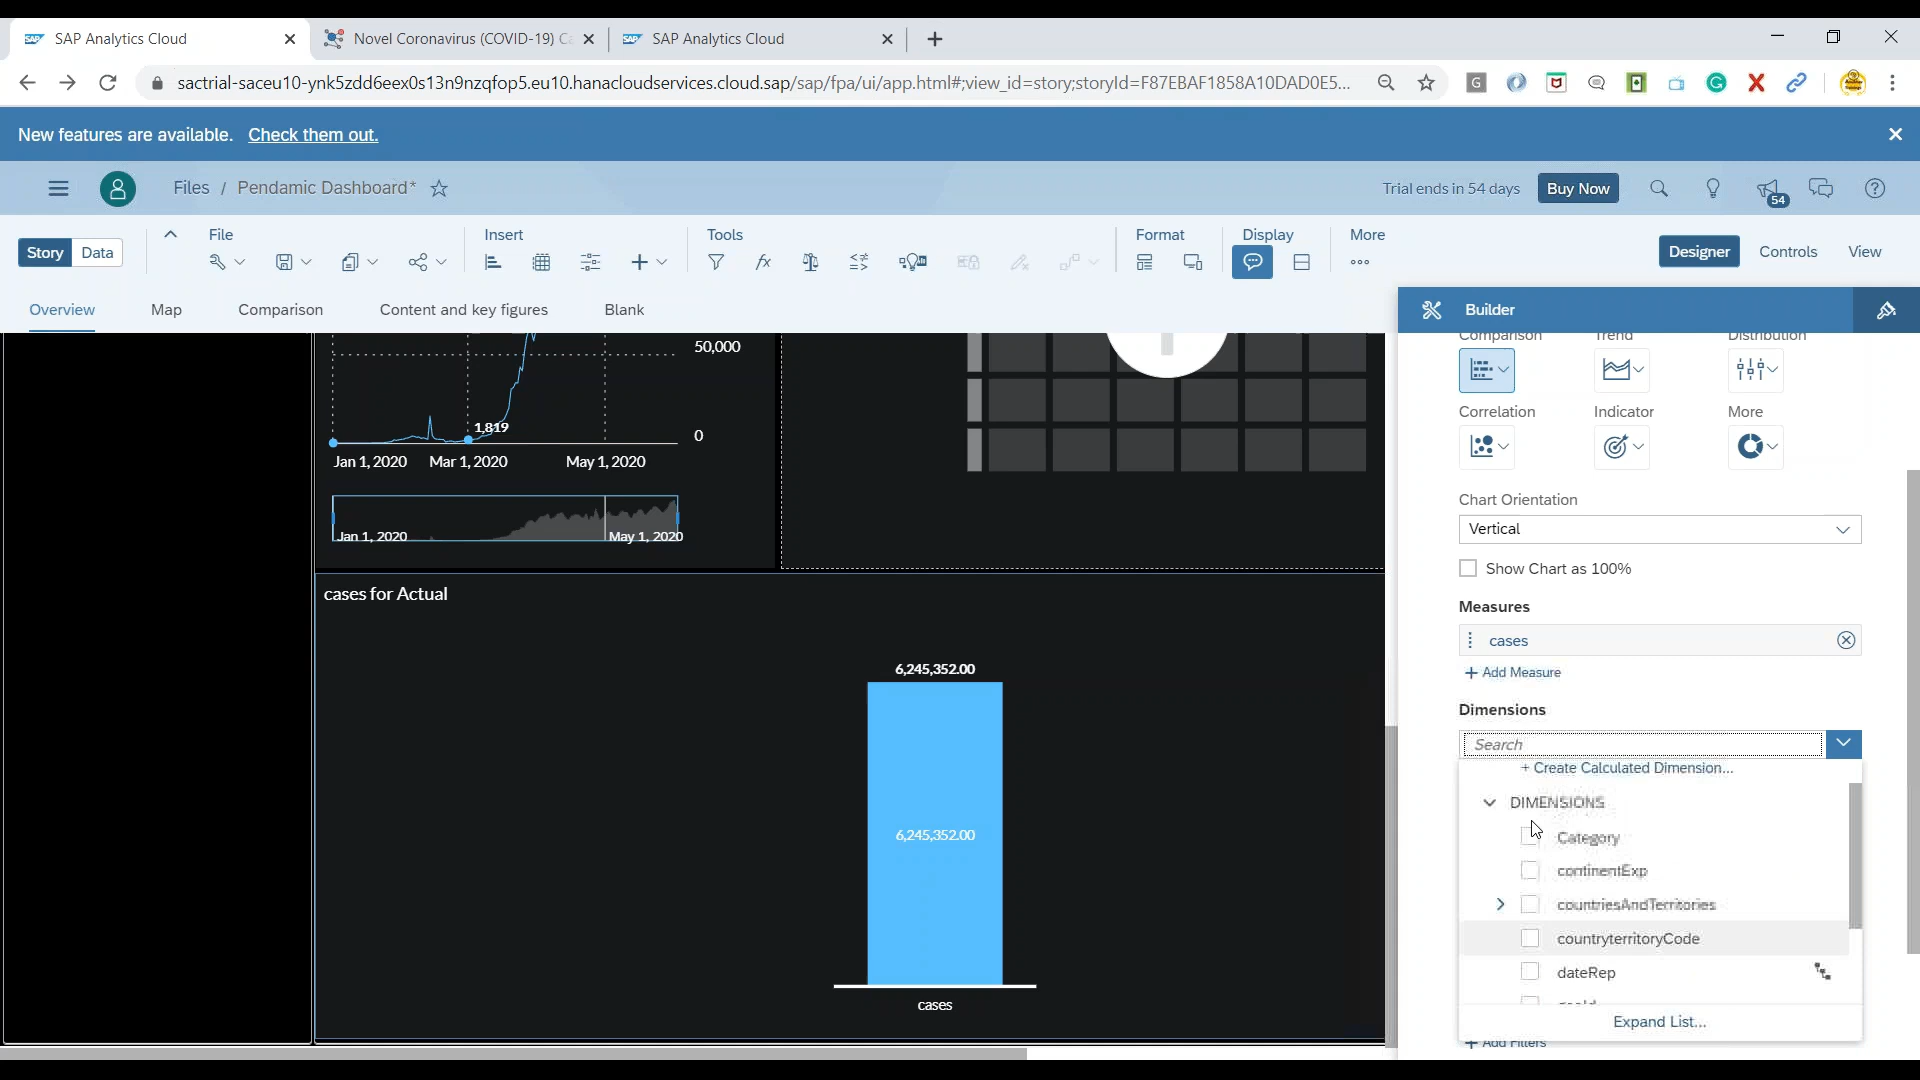 SAP Analytics Cloud
Novel Coronavirus (COVID-19) C
SAP Analytics Cloud
sactrial-saceu10-ynk5zdd6eex0s13n9nzqfop5.eu10.hanacloudservices.cloud.sap/sap/fpa/ui/app.html#;view_id=story;storyId=F87EBAF1858A10DAD0E5...
New features are available. Check them out.
Files / Pendamic Dashboard*
Trial ends in 54 days
Buy Now
54
Story
Data
File
Insert
Tools
Format
Display
More
Designer
Controls
View
Overview
Map
Comparison
Content and key figures
Blank
Builder
Comparison
Trend
Distribution
Correlation
Indicator
More
Chart Orientation
Vertical
Show Chart as 100%
Measures
cases
+ Add Measure
Dimensions
Search
+ Create Calculated Dimension...
DIMENSIONS
Category
continentExp
countriesAndTerritories
countryterritoryCode
dateRep
geoId
Expand List...
+ Add Filters
50,000
1,819
0
Jan 1, 2020
Mar 1, 2020
May 1, 2020
Jan 1, 2020
May 1, 2020
cases for Actual
6,245,352.00
6,245,352.00
cases